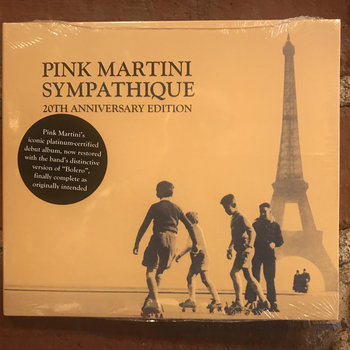 PINK MARTINI
SYMPATHIQUE
20TH ANNIVERSARY EDITION
Pink Martini's
iconic platinum-certified
debut album, now restored
with the band's distinctive
version of "Bolero",
finally complete as
originally intended